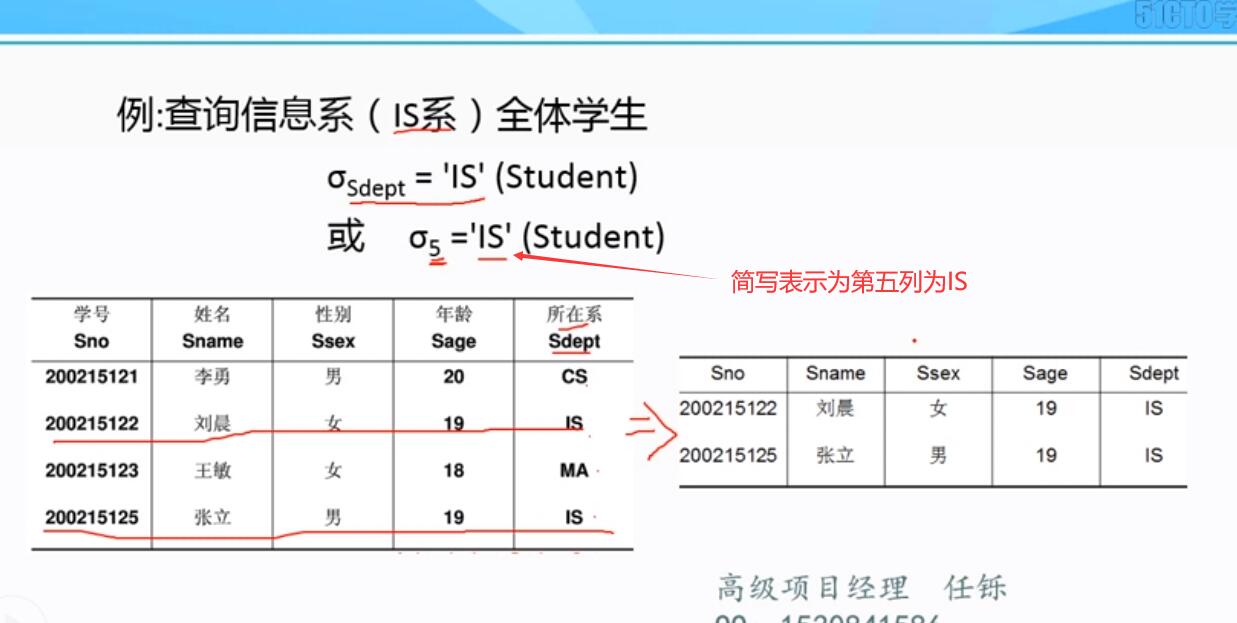 51CTO学
例:查询信息系（IS系）全体学生
σSdept = 'IS' (Student)
或 σ5 ='IS' (Student)
简写表示为第五列为IS
学号 姓名 性别 年龄 所在系
Sno Sname Ssex Sage Sdept
200215121 李勇 男 20 CS
200215122 刘晨 女 19 IS
200215123 王敏 女 18 MA
200215125 张立 男 19 IS
Sno Sname Ssex Sage Sdept
200215122 刘晨 女 19 IS
200215125 张立 男 19 IS
高级项目经理 任铄